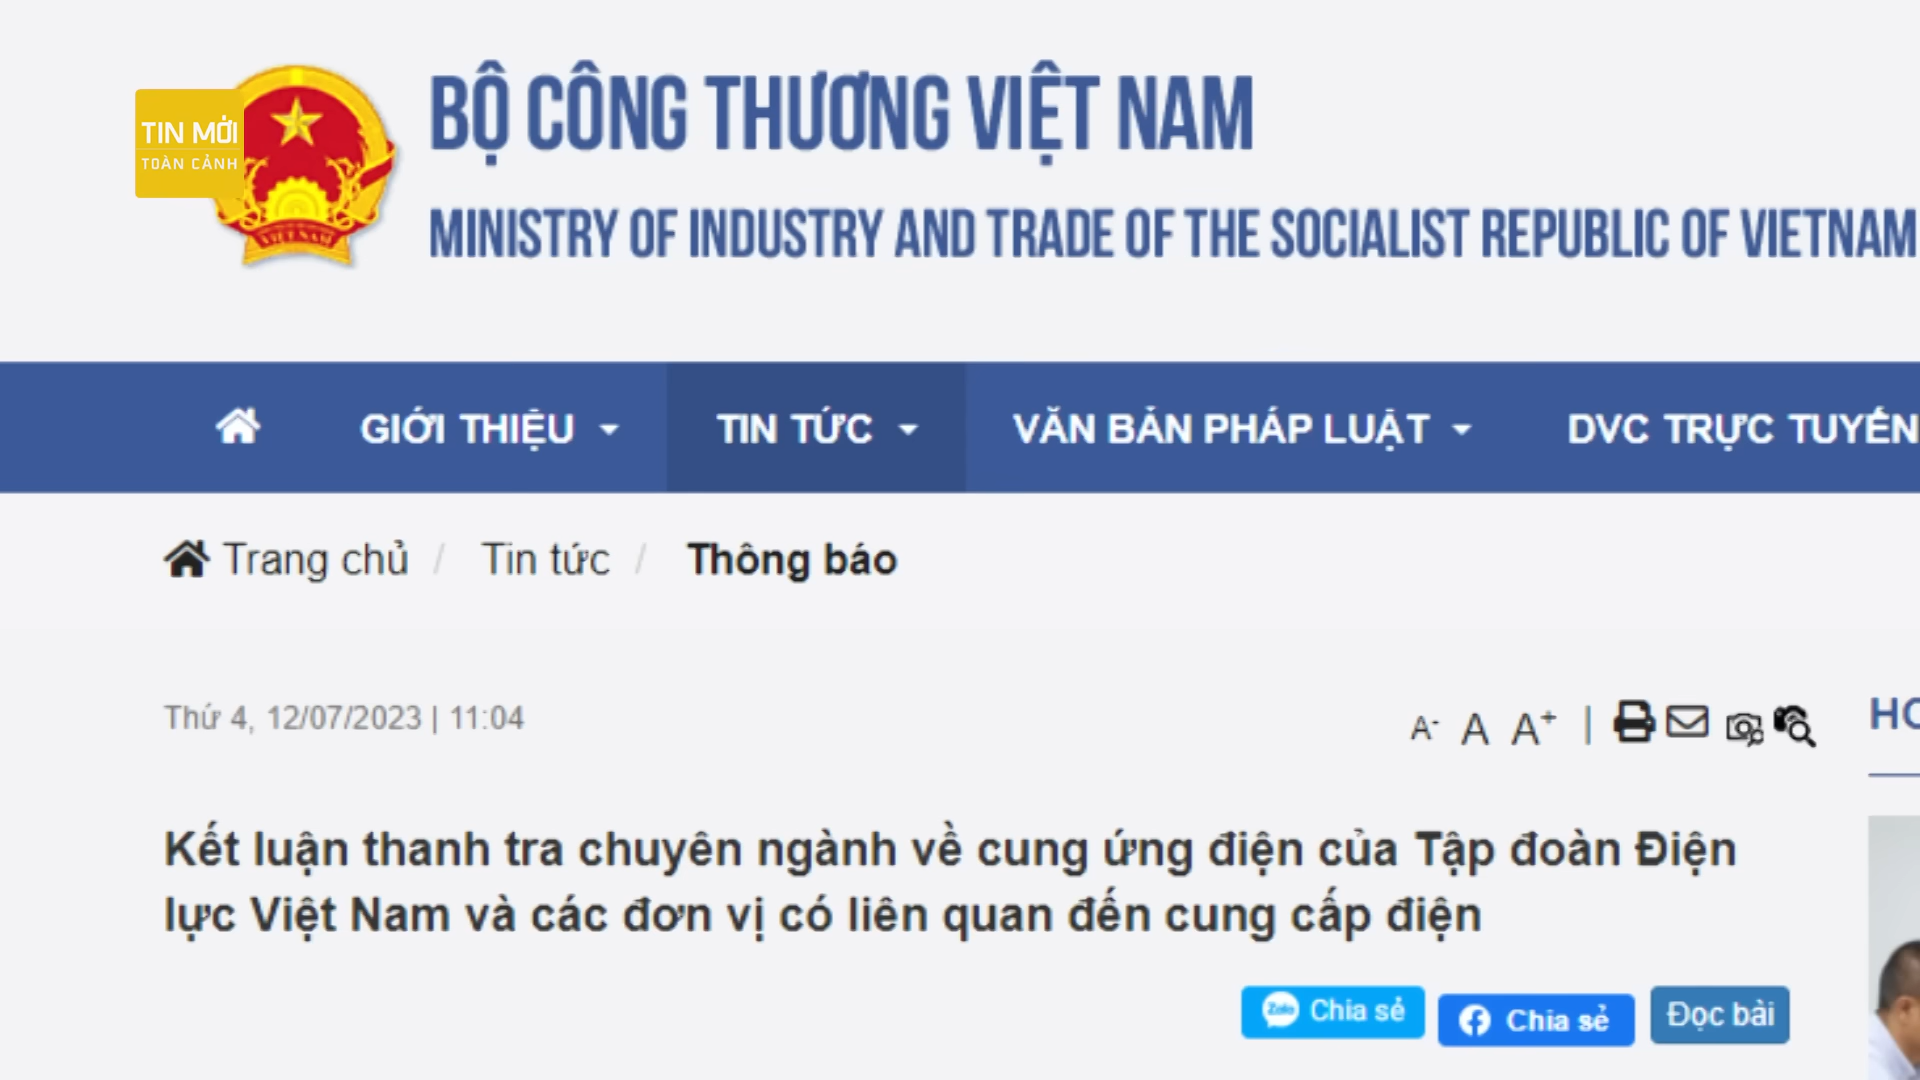 TIN MỚI
TOÀN CẢNH
VIỆT NAM
BỘ CÔNG THƯƠNG VIỆT NAM
MINISTRY OF INDUSTRY AND TRADE OF THE SOCIALIST REPUBLIC OF VIETNAM
GIỚI THIỆU TIN TỨC VĂN BẢN PHÁP LUẬT DVC TRỰC TUYẾN
Trang chủ / Tin tức / Thông báo
Thứ 4, 12/07/2023 | 11:04
A- A A+ |
Kết luận thanh tra chuyên ngành về cung ứng điện của Tập đoàn Điện
lực Việt Nam và các đơn vị có liên quan đến cung cấp điện
Zalo Chia sẻ Chia sẻ Đọc bài